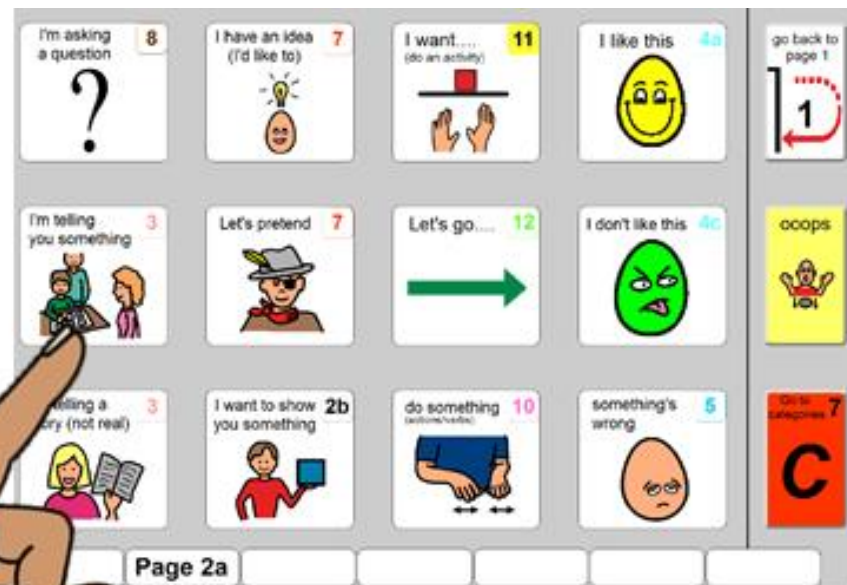 I'm asking
a question
8
I have an idea
(I'd like to)
7
I want....
(do an activity)
11
I like this
4a
go back to
page 1
1
I'm telling
you something
3
Let's pretend
7
Let's go....
12
I don't like this
4c
ooops
telling a
ory (not real)
3
I want to show
you something
2b
do something
(actions/verbs)
10
something's
wrong
5
Go to
categories
7
C
Page 2a